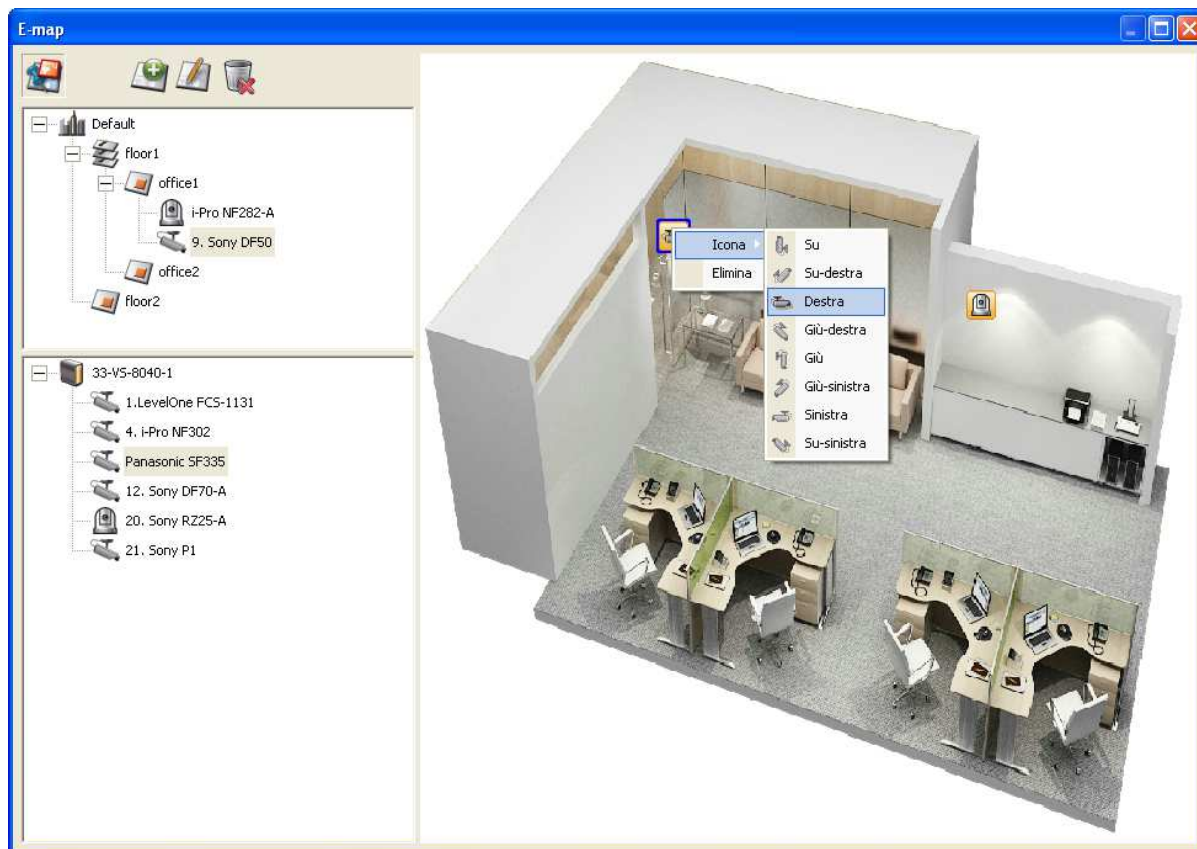 E-map
Default
floor1
office1
i-Pro NF282-A
9. Sony DF50
office2
floor2
33-VS-8040-1
1.LevelOne FCS-1131
4. i-Pro NF302
Panasonic SF335
12. Sony DF70-A
20. Sony RZ25-A
21. Sony P1
Icona
Elimina
Su
Su-destra
Destra
Giù-destra
Giù
Giù-sinistra
Sinistra
Su-sinistra